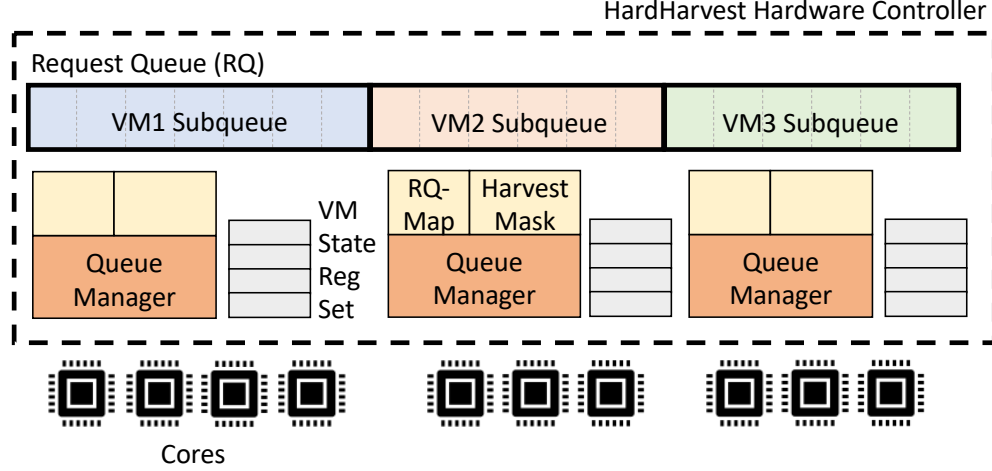 HardHarvest Hardware Controller
Request Queue (RQ)
VM1 Subqueue
VM2 Subqueue
VM3 Subqueue
Queue
Manager
VM
State
Reg
Set
RQ-
Map
Harvest
Mask
Queue
Manager
Queue
Manager
Cores